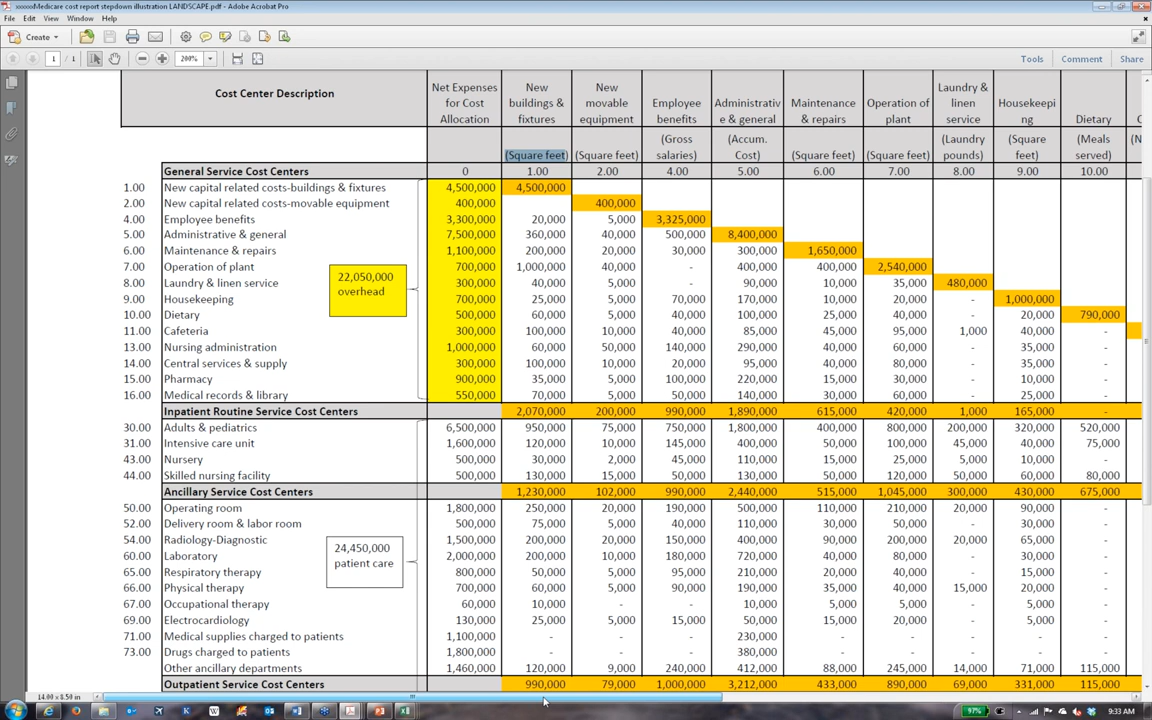 xxxxxMedicare cost report stepdown illustration LANDSCAPE.pdf - Adobe Acrobat Pro
File Edit View Window Help
Create
1 / 1 200% Tools Comment Share
Cost Center Description Net Expenses for Cost Allocation New buildings & fixtures New movable equipment Employee benefits Administrativ e & general Maintenance & repairs Operation of plant Laundry & linen service Housekeepi ng Dietary C
(Square feet) (Square feet) (Gross salaries) (Accum. Cost) (Square feet) (Square feet) (Laundry pounds) (Square feet) (Meals served) (N
General Service Cost Centers 0 1.00 2.00 4.00 5.00 6.00 7.00 8.00 9.00 10.00
1.00 New capital related costs-buildings & fixtures 4,500,000 4,500,000
2.00 New capital related costs-movable equipment 400,000 400,000
4.00 Employee benefits 3,300,000 20,000 5,000 3,325,000
5.00 Administrative & general 7,500,000 360,000 40,000 500,000 8,400,000
6.00 Maintenance & repairs 1,100,000 200,000 20,000 30,000 300,000 1,650,000
7.00 Operation of plant 700,000 1,000,000 40,000 - 400,000 400,000 2,540,000
8.00 Laundry & linen service 300,000 40,000 5,000 - 90,000 10,000 35,000 480,000
9.00 Housekeeping 700,000 25,000 5,000 70,000 170,000 10,000 20,000 - 1,000,000
10.00 Dietary 500,000 60,000 5,000 40,000 100,000 25,000 40,000 - 20,000 790,000
11.00 Cafeteria 300,000 100,000 10,000 40,000 85,000 45,000 95,000 1,000 40,000 -
13.00 Nursing administration 1,000,000 60,000 50,000 140,000 290,000 40,000 60,000 - 35,000 -
14.00 Central services & supply 300,000 100,000 10,000 20,000 95,000 40,000 80,000 - 35,000 -
15.00 Pharmacy 900,000 35,000 5,000 100,000 220,000 15,000 30,000 - 10,000 -
16.00 Medical records & library 550,000 70,000 5,000 50,000 140,000 30,000 60,000 - 25,000 -
22,050,000
overhead
Inpatient Routine Service Cost Centers 2,070,000 200,000 990,000 1,890,000 615,000 420,000 1,000 165,000 -
30.00 Adults & pediatrics 6,500,000 950,000 75,000 750,000 1,800,000 400,000 800,000 200,000 320,000 520,000
31.00 Intensive care unit 1,600,000 120,000 10,000 145,000 400,000 50,000 100,000 45,000 40,000 75,000
43.00 Nursery 500,000 30,000 2,000 45,000 110,000 15,000 25,000 5,000 10,000 -
44.00 Skilled nursing facility 500,000 130,000 15,000 50,000 130,000 50,000 120,000 50,000 60,000 80,000
Ancillary Service Cost Centers 1,230,000 102,000 990,000 2,440,000 515,000 1,045,000 300,000 430,000 675,000
50.00 Operating room 1,800,000 250,000 20,000 190,000 500,000 110,000 210,000 20,000 90,000 -
52.00 Delivery room & labor room 500,000 75,000 5,000 40,000 110,000 30,000 50,000 - 30,000 -
54.00 Radiology-Diagnostic 1,500,000 200,000 20,000 150,000 400,000 90,000 200,000 20,000 65,000 -
60.00 Laboratory 2,000,000 200,000 10,000 180,000 720,000 40,000 80,000 - 30,000 -
65.00 Respiratory therapy 800,000 50,000 5,000 95,000 210,000 20,000 40,000 - 15,000 -
66.00 Physical therapy 700,000 60,000 5,000 90,000 190,000 35,000 40,000 15,000 20,000 -
67.00 Occupational therapy 60,000 10,000 - - 10,000 5,000 5,000 - 5,000 -
69.00 Electrocardiology 130,000 25,000 5,000 15,000 50,000 15,000 20,000 - 5,000 -
71.00 Medical supplies charged to patients 1,100,000 - - - 230,000 - - - - -
73.00 Drugs charged to patients 1,800,000 - - - 380,000 - - - - -
Other ancillary departments 1,460,000 120,000 9,000 240,000 412,000 88,000 245,000 14,000 71,000 115,000
24,450,000
patient care
Outpatient Service Cost Centers 990,000 79,000 1,000,000 3,212,000 433,000 890,000 69,000 331,000 115,000
14.00 x 8.50 in
97% 9:33 AM